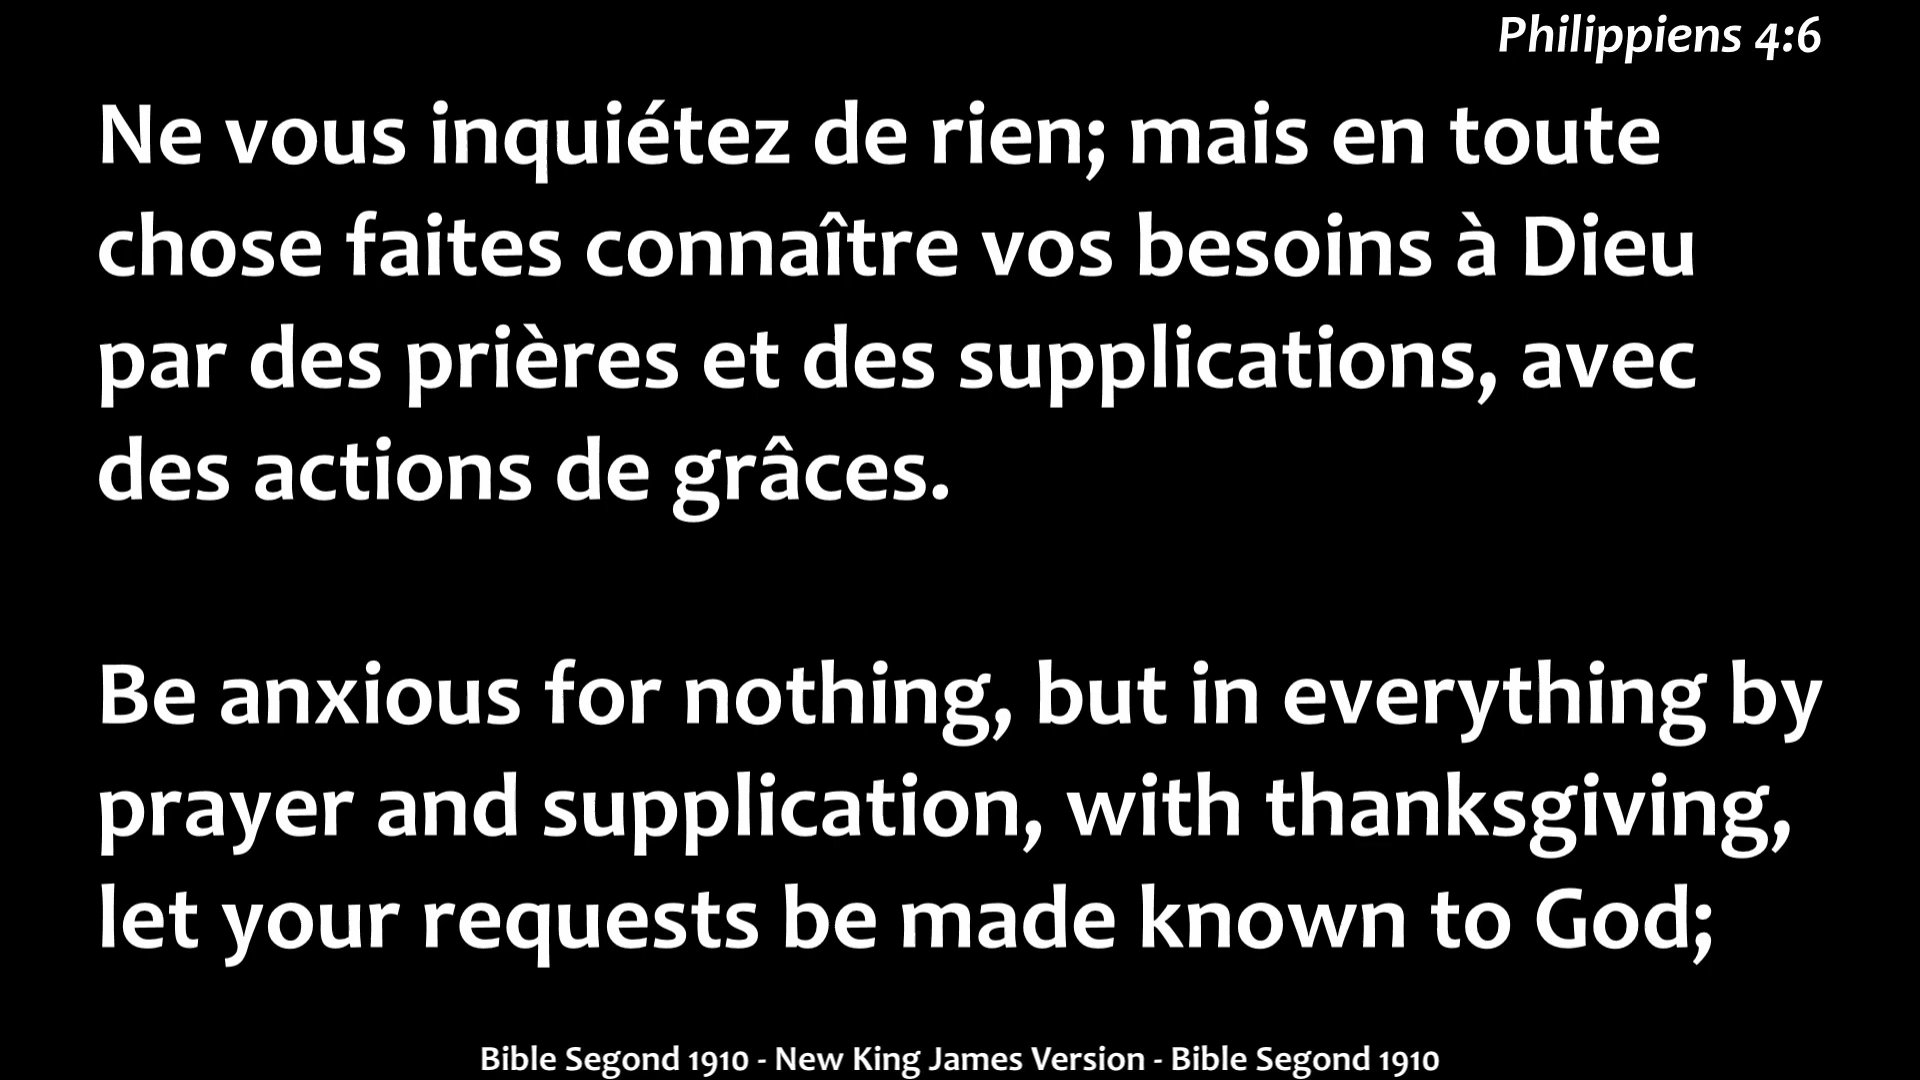 Philippiens 4:6
Ne vous inquiétez de rien; mais en toute
chose faites connaître vos besoins à Dieu
par des prières et des supplications, avec
des actions de grâces.
Be anxious for nothing, but in everything by
prayer and supplication, with thanksgiving,
let your requests be made known to God;
Bible Segond 1910 - New King James Version - Bible Segond 1910